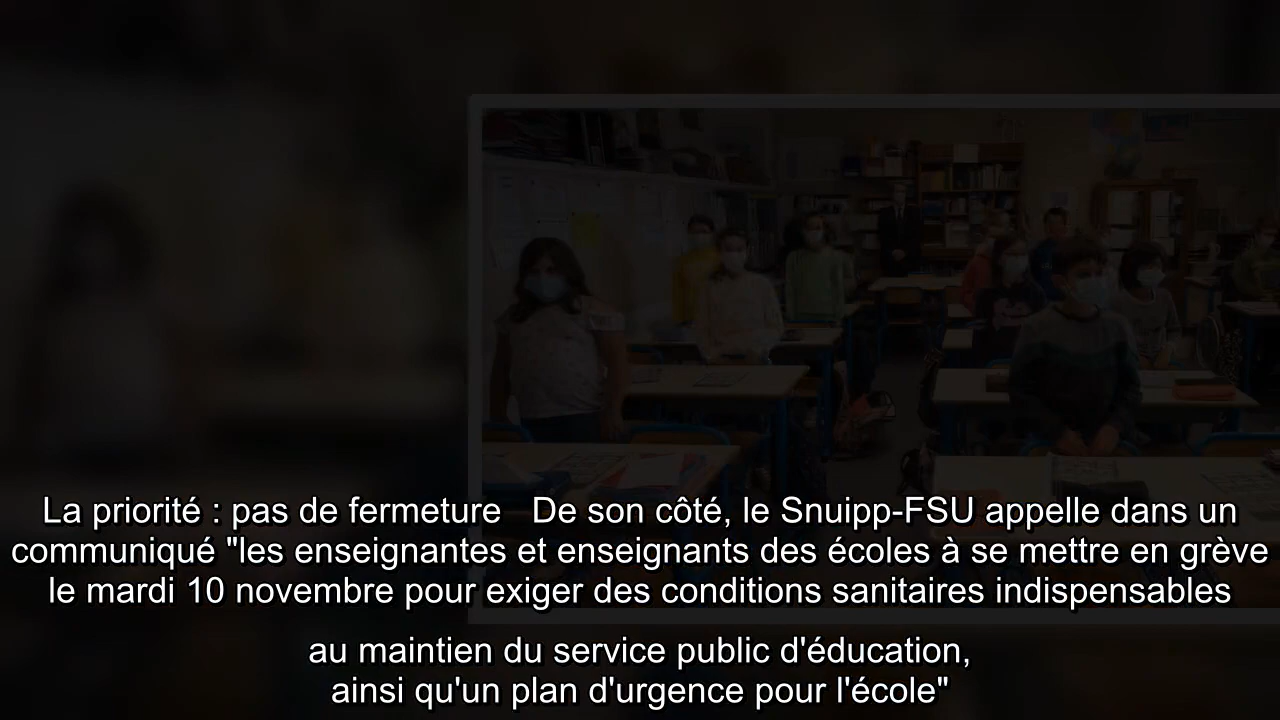 La priorité : pas de fermeture   De son côté, le Snuipp-FSU appelle dans un
communiqué "les enseignantes et enseignants des écoles à se mettre en grève
le mardi 10 novembre pour exiger des conditions sanitaires indispensables
au maintien du service public d'éducation,
ainsi qu'un plan d'urgence pour l'école"